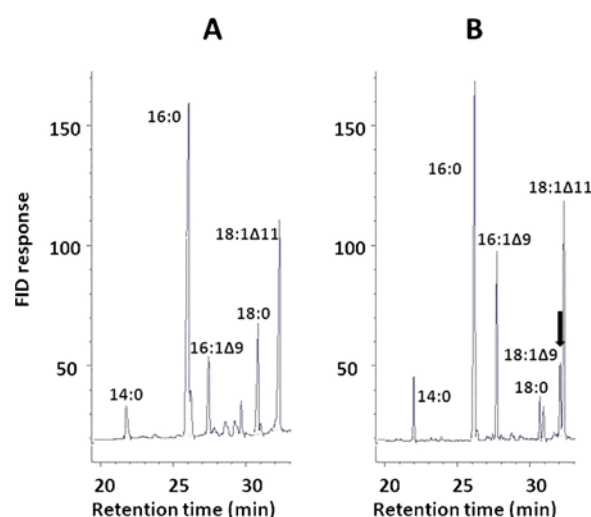 A
B
FID response
150
100
50
16:0
18:1Δ11
18:0
16:1Δ9
14:0
20 25 30
Retention time (min)
150
100
50
16:0
18:1Δ11
16:1Δ9
18:1Δ9
18:0
14:0
20 25 30
Retention time (min)